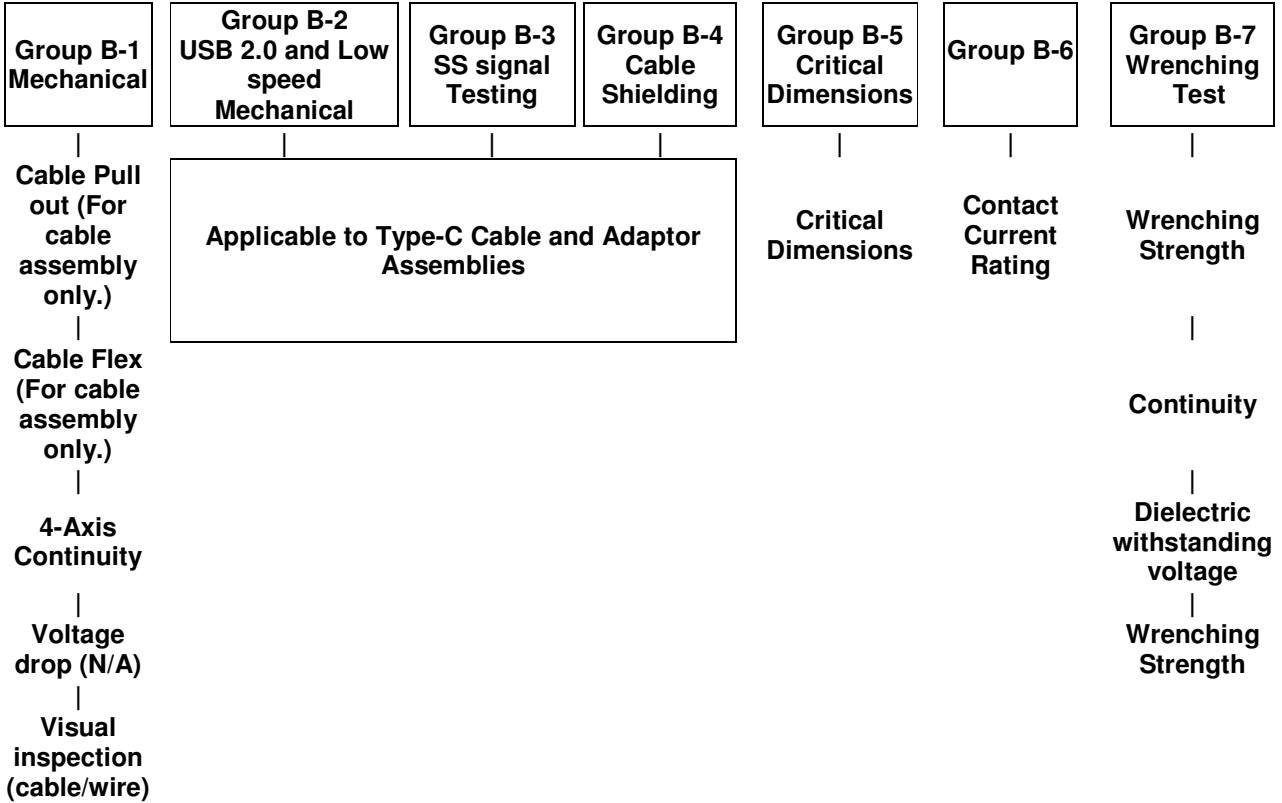 Group B-1
Mechanical
Group B-2
USB 2.0 and Low
speed
Mechanical
Group B-3
SS signal
Testing
Group B-4
Cable
Shielding
Group B-5
Critical
Dimensions
Group B-6
Group B-7
Wrenching
Test
Cable Pull
out (For
cable
assembly
only.)
Cable Flex
(For cable
assembly
only.)
4-Axis
Continuity
Voltage
drop (N/A)
Visual
inspection
(cable/wire)
Applicable to Type-C Cable and Adaptor
Assemblies
Critical
Dimensions
Contact
Current
Rating
Wrenching
Strength
Continuity
Dielectric
withstanding
voltage
Wrenching
Strength